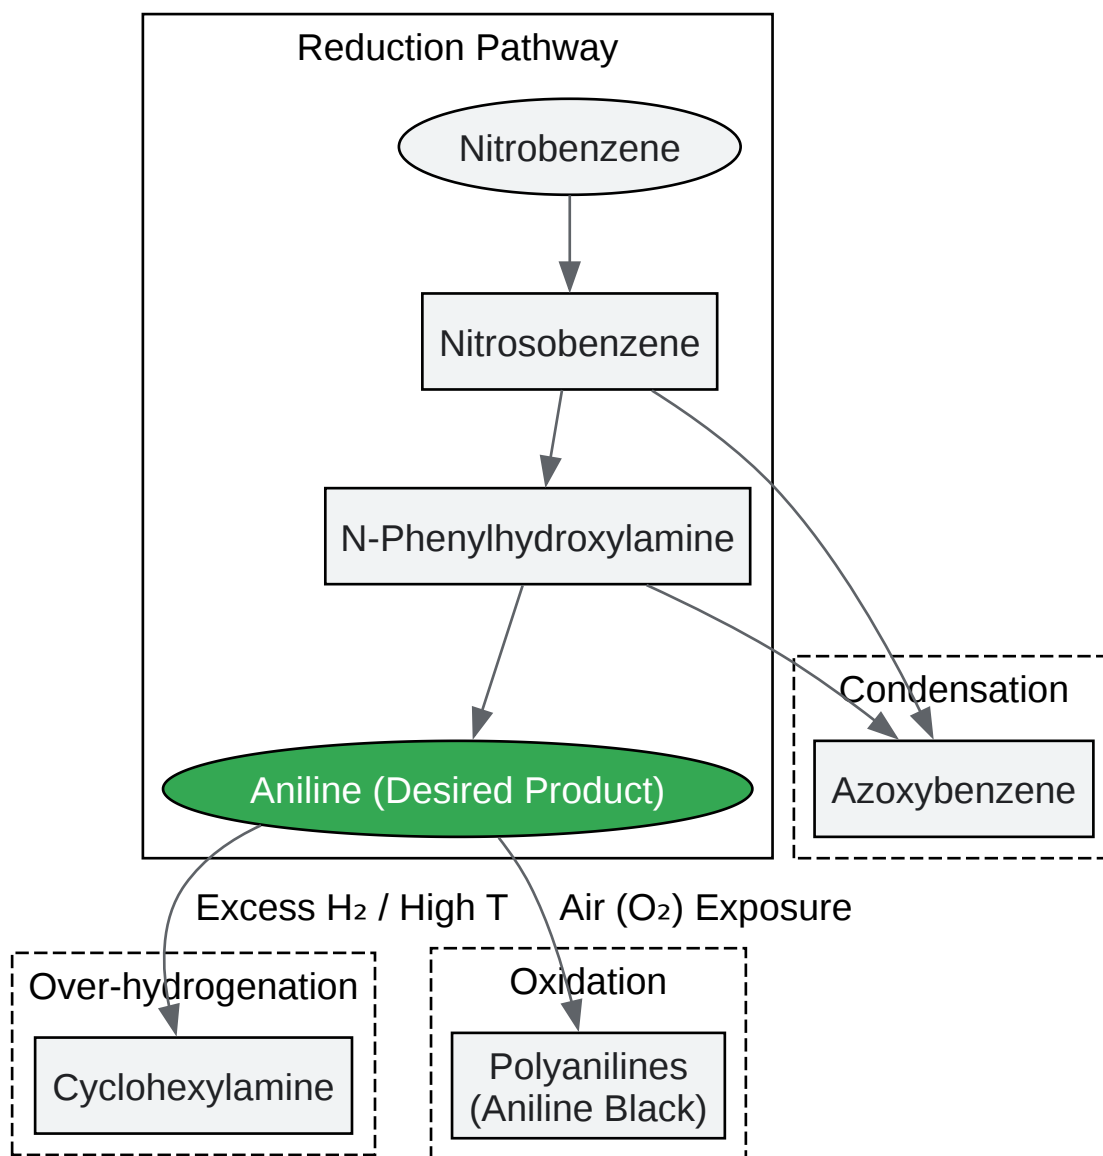 Reduction Pathway
Nitrobenzene
Nitrosobenzene
N-Phenylhydroxylamine
Condensation
Aniline (Desired Product)
Azoxybenzene
Excess H₂ / High T
Air (O₂) Exposure
Over-hydrogenation
Oxidation
Cyclohexylamine
Polyanilines
(Aniline Black)